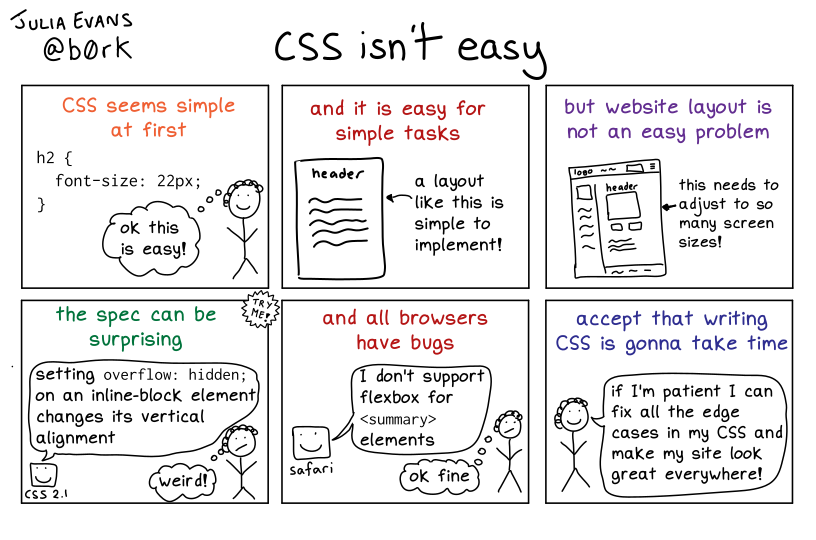 JULIA EVANS
@b0rk
CSS isn't easy
CSS seems simple
at first
h2 {
font-size: 22px;
}
ok this
is easy!
and it is easy for
simple tasks
header
a layout
like this is
simple to
implement!
but website layout is
not an easy problem
logo
header
this needs to
adjust to so
many screen
sizes!
the spec can be
surprising
TRY
ME!
setting overflow: hidden;
on an inline-block element
changes its vertical
alignment
CSS 2.1
weird!
and all browsers
have bugs
I don't support
flexbox for
<summary>
elements
safari
ok fine
accept that writing
CSS is gonna take time
if I'm patient I can
fix all the edge
cases in my CSS and
make my site look
great everywhere!